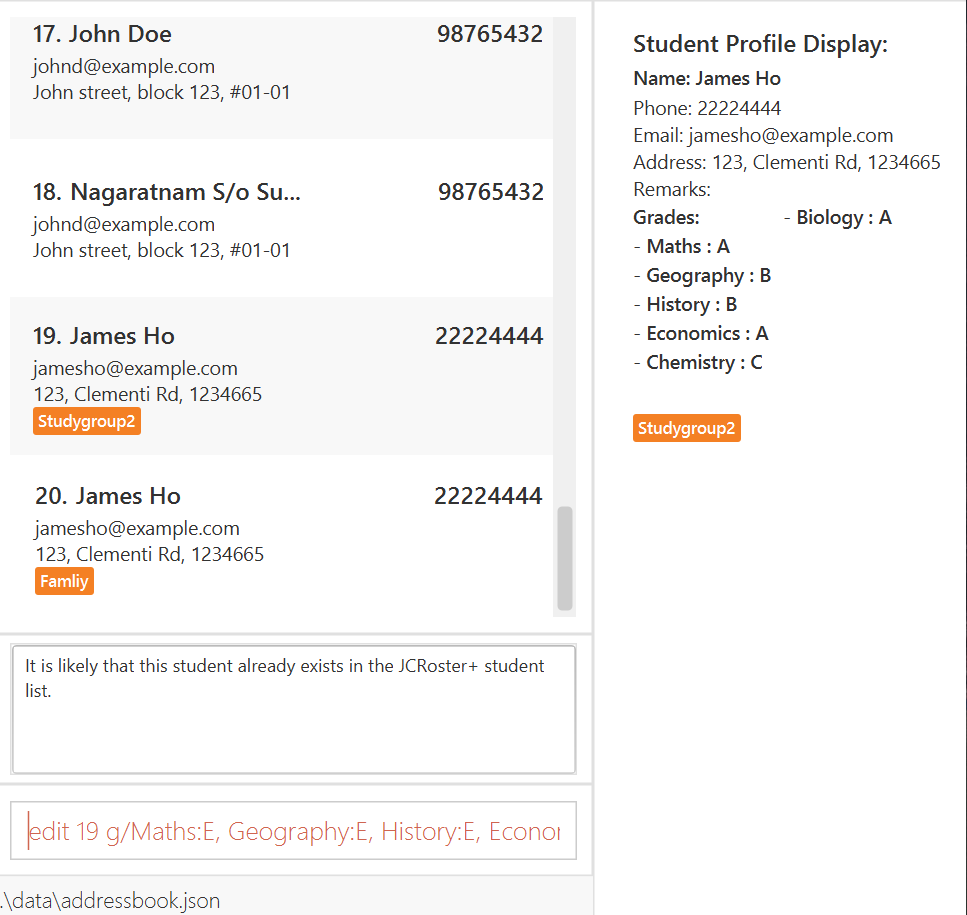 17. John Doe 98765432
johnd@example.com
John street, block 123, #01-01
18. Nagaratnam S/o Su... 98765432
johnd@example.com
John street, block 123, #01-01
19. James Ho 22224444
jamesho@example.com
123, Clementi Rd, 1234665
Studygroup2
20. James Ho 22224444
jamesho@example.com
123, Clementi Rd, 1234665
Famliy
It is likely that this student already exists in the JCRoster+ student
list.
edit 19 g/Maths:E, Geography:E, History:E, Econor
.\data\addressbook.json
Student Profile Display:
Name: James Ho
Phone: 22224444
Email: jamesho@example.com
Address: 123, Clementi Rd, 1234665
Remarks:
Grades: - Biology : A
- Maths : A
- Geography : B
- History : B
- Economics : A
- Chemistry : C
Studygroup2